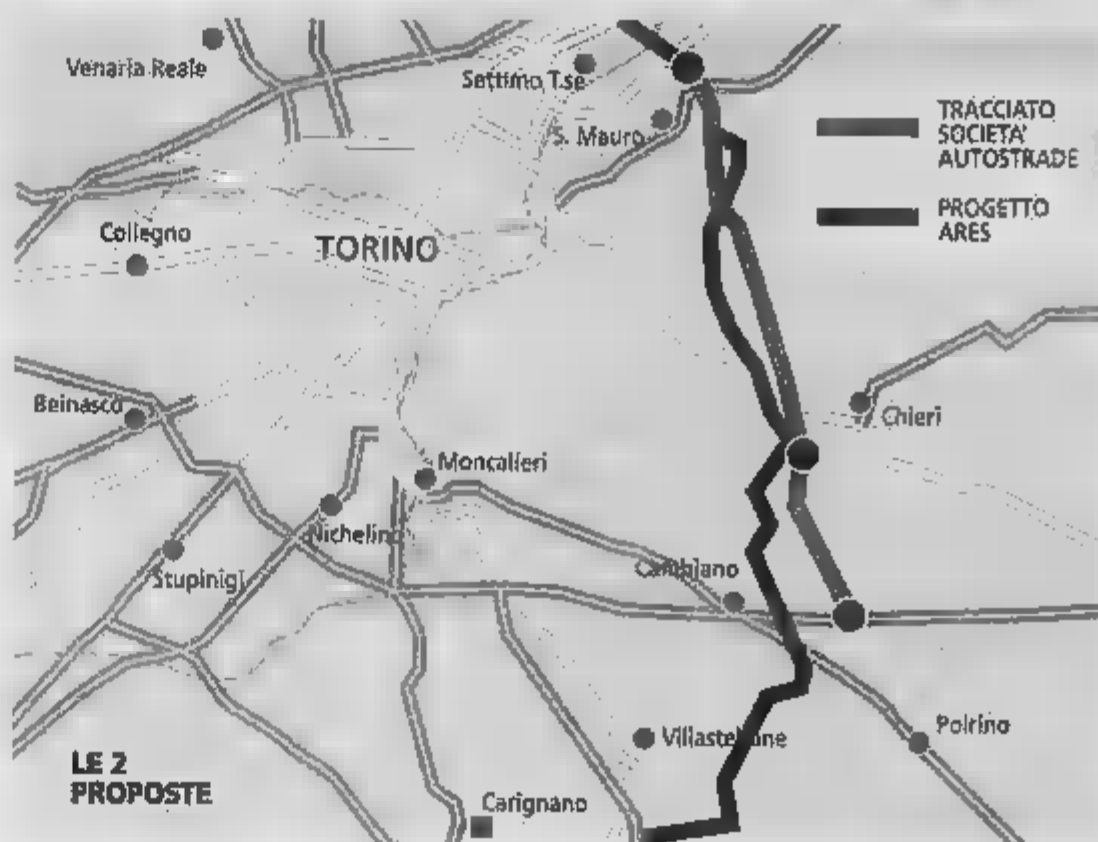 Venaria Reale
Settimo T.se
S. Mauro
TRACCIATO
SOCIETA'
AUTOSTRADE
PROGETTO
ARES
Collegno
TORINO
Beinasco
Chieri
Moncalieri
Nichelino
Stupinigi
Cambiano
Villastellone
Poirino
LE 2
PROPOSTE
Carignano